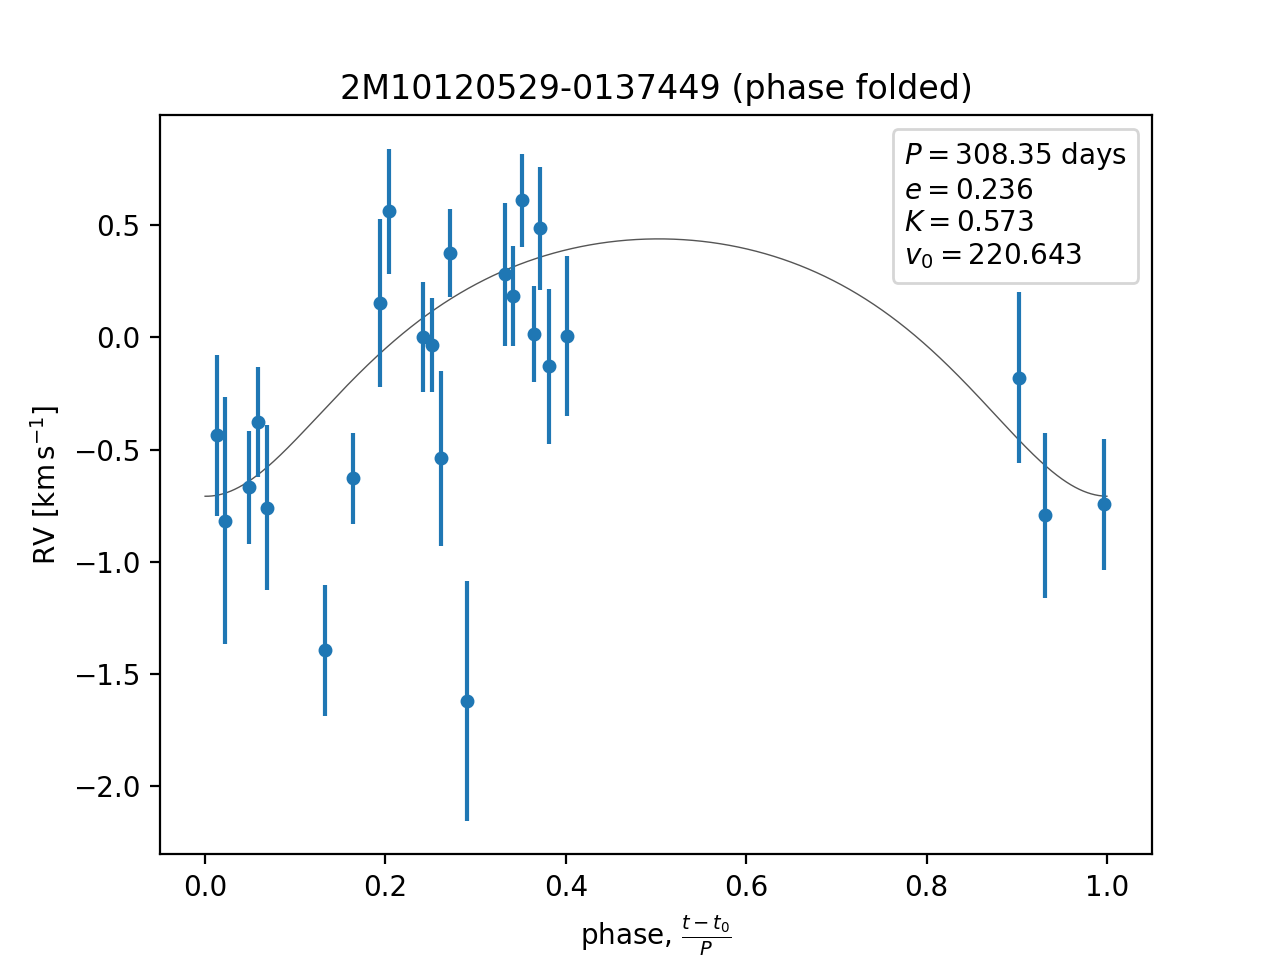 2M10120529-0137449 (phase folded)
P = 308.35 days
e = 0.236
K = 0.573
v₀ = 220.643
RV [km s⁻¹]
0.5
0.0
−0.5
−1.0
−1.5
−2.0
0.0 0.2 0.4 0.6 0.8 1.0
phase, (t − t₀)/P